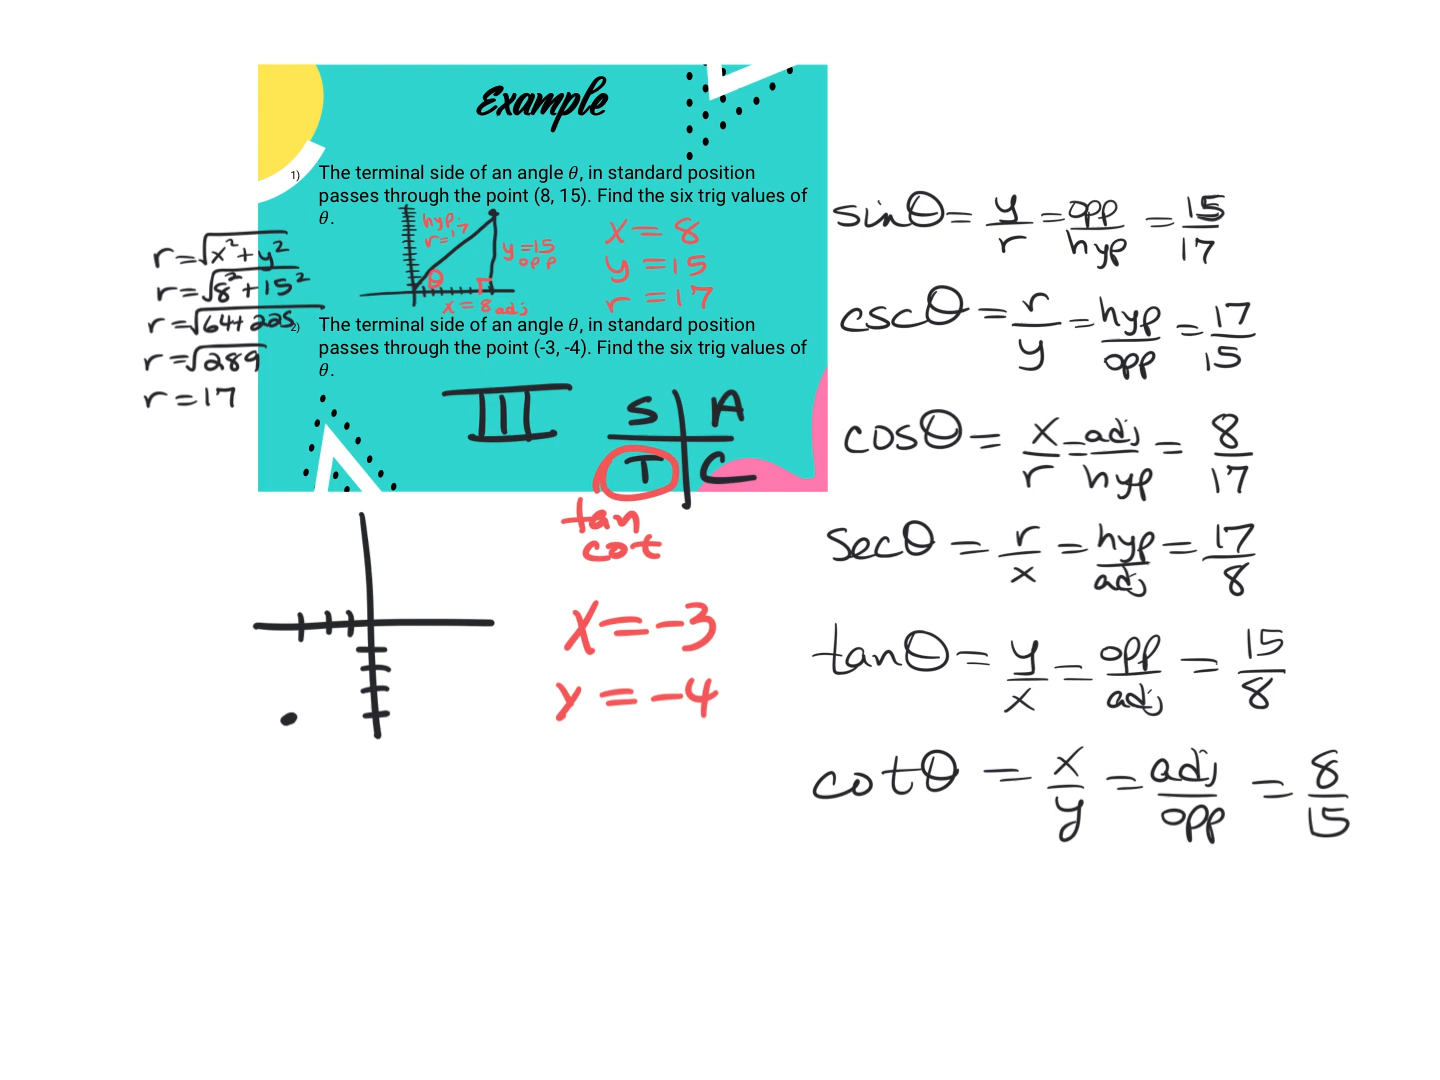 Example
1) The terminal side of an angle θ, in standard position
passes through the point (8, 15). Find the six trig values of
θ.
hyp
r=17
y=15
opp
θ
x=8 adj
x=8
y=15
r=17
r=√x²+y²
r=√8²+15²
r=√64+225
r=√289
r=17
2) The terminal side of an angle θ, in standard position
passes through the point (-3, -4). Find the six trig values of
θ.
III
S A
T C
tan
cot
x=-3
y=-4
sinθ = y/r = opp/hyp = 15/17
cscθ = r/y = hyp/opp = 17/15
cosθ = x/r = adj/hyp = 8/17
secθ = r/x = hyp/adj = 17/8
tanθ = y/x = opp/adj = 15/8
cotθ = x/y = adj/opp = 8/15